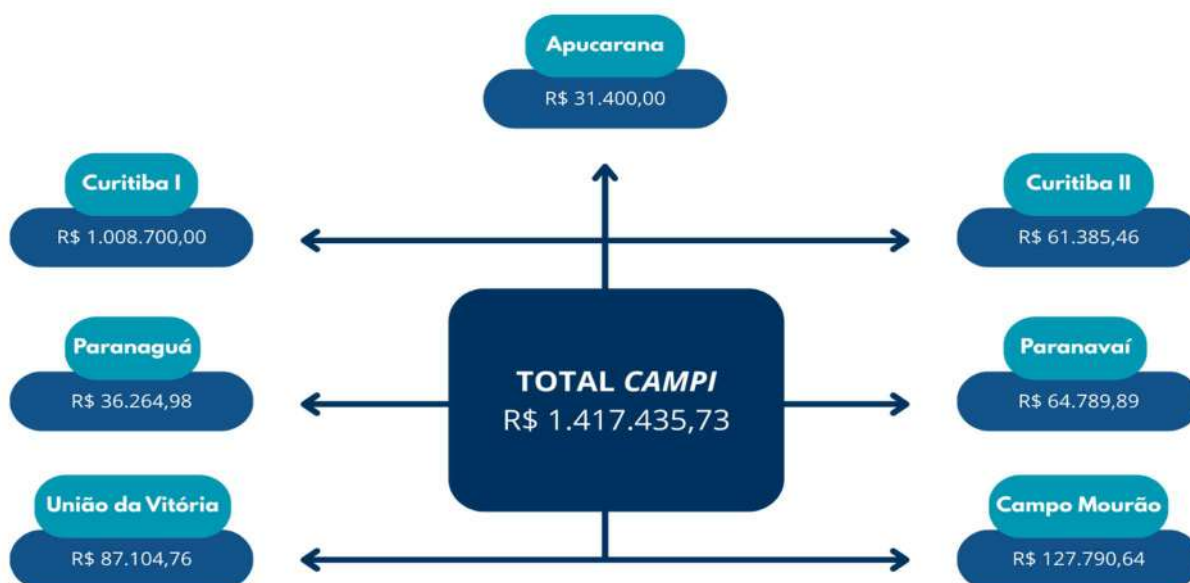 Apucarana
R$ 31.400,00
Curitiba I
R$ 1.008.700,00
Curitiba II
R$ 61.385,46
Paranaguá
R$ 36.264,98
TOTAL CAMPI
R$ 1.417.435,73
Paranavaí
R$ 64.789,89
União da Vitória
R$ 87.104,76
Campo Mourão
R$ 127.790,64